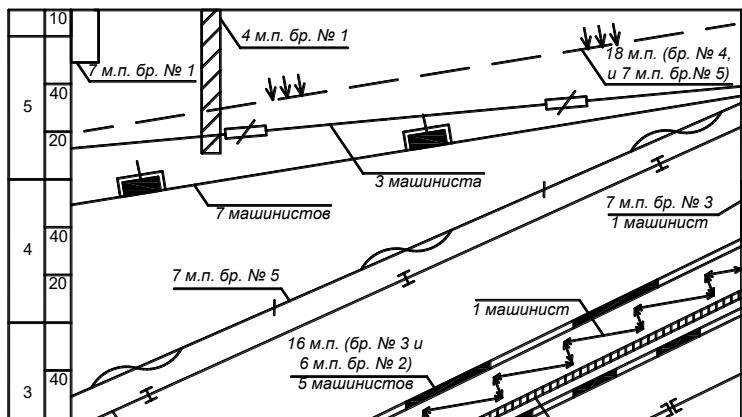 10
4 м.п. бр. № 1
7 м.п. бр. № 1
18 м.п. (бр. № 4,
и 7 м.п. бр.№ 5)
5
40
20
3 машиниста
7 машинистов
7 м.п. бр. № 3
1 машинист
4
40
20
7 м.п. бр. № 5
1 машинист
16 м.п. (бр. № 3 и
6 м.п. бр. № 2)
5 машинистов
3
40